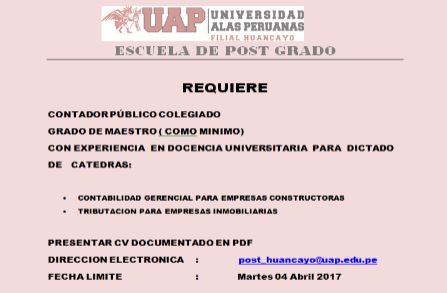 UAP
UNIVERSIDAD
ALAS PERUANAS
FILIAL HUANCAYO
ESCUELA DE POST GRADO
REQUIERE
CONTADOR PÚBLICO COLEGIADO
GRADO DE MAESTRO ( COMO MINIMO)
CON EXPERIENCIA EN DOCENCIA UNIVERSITARIA PARA DICTADO
DE CATEDRAS:
• CONTABILIDAD GERENCIAL PARA EMPRESAS CONSTRUCTORAS
• TRIBUTACION PARA EMPRESAS INMOBILIARIAS
PRESENTAR CV DOCUMENTADO EN PDF
DIRECCION ELECTRONICA : post_huancayo@uap.edu.pe
FECHA LIMITE : Martes 04 Abril 2017